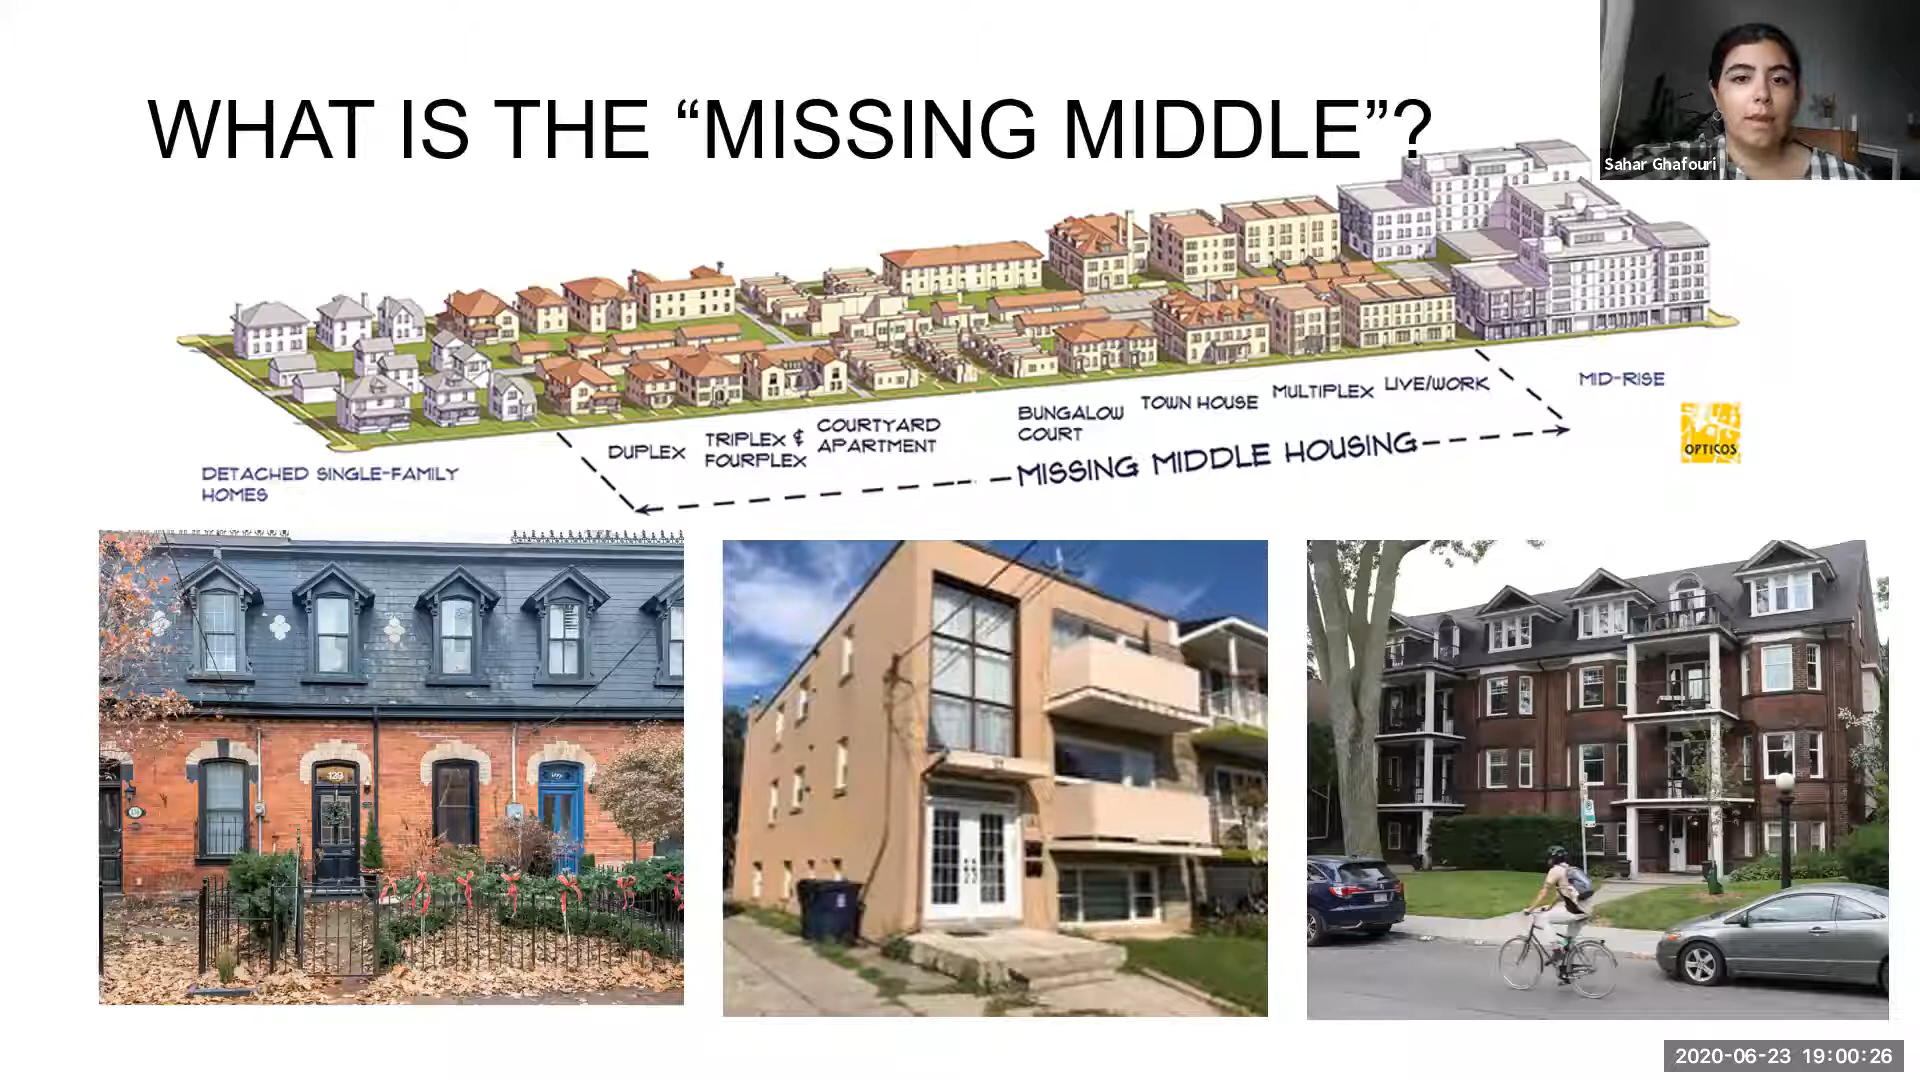 WHAT IS THE “MISSING MIDDLE”?
Sahar Ghafouri
DETACHED SINGLE-FAMILY
HOMES
DUPLEX
TRIPLEX &
FOURPLEX
COURTYARD
APARTMENT
BUNGALOW
COURT
TOWN HOUSE
MULTIPLEX
LIVE/WORK
MISSING MIDDLE HOUSING
MID-RISE
OPTICOS
129
2020-06-23 19:00:26